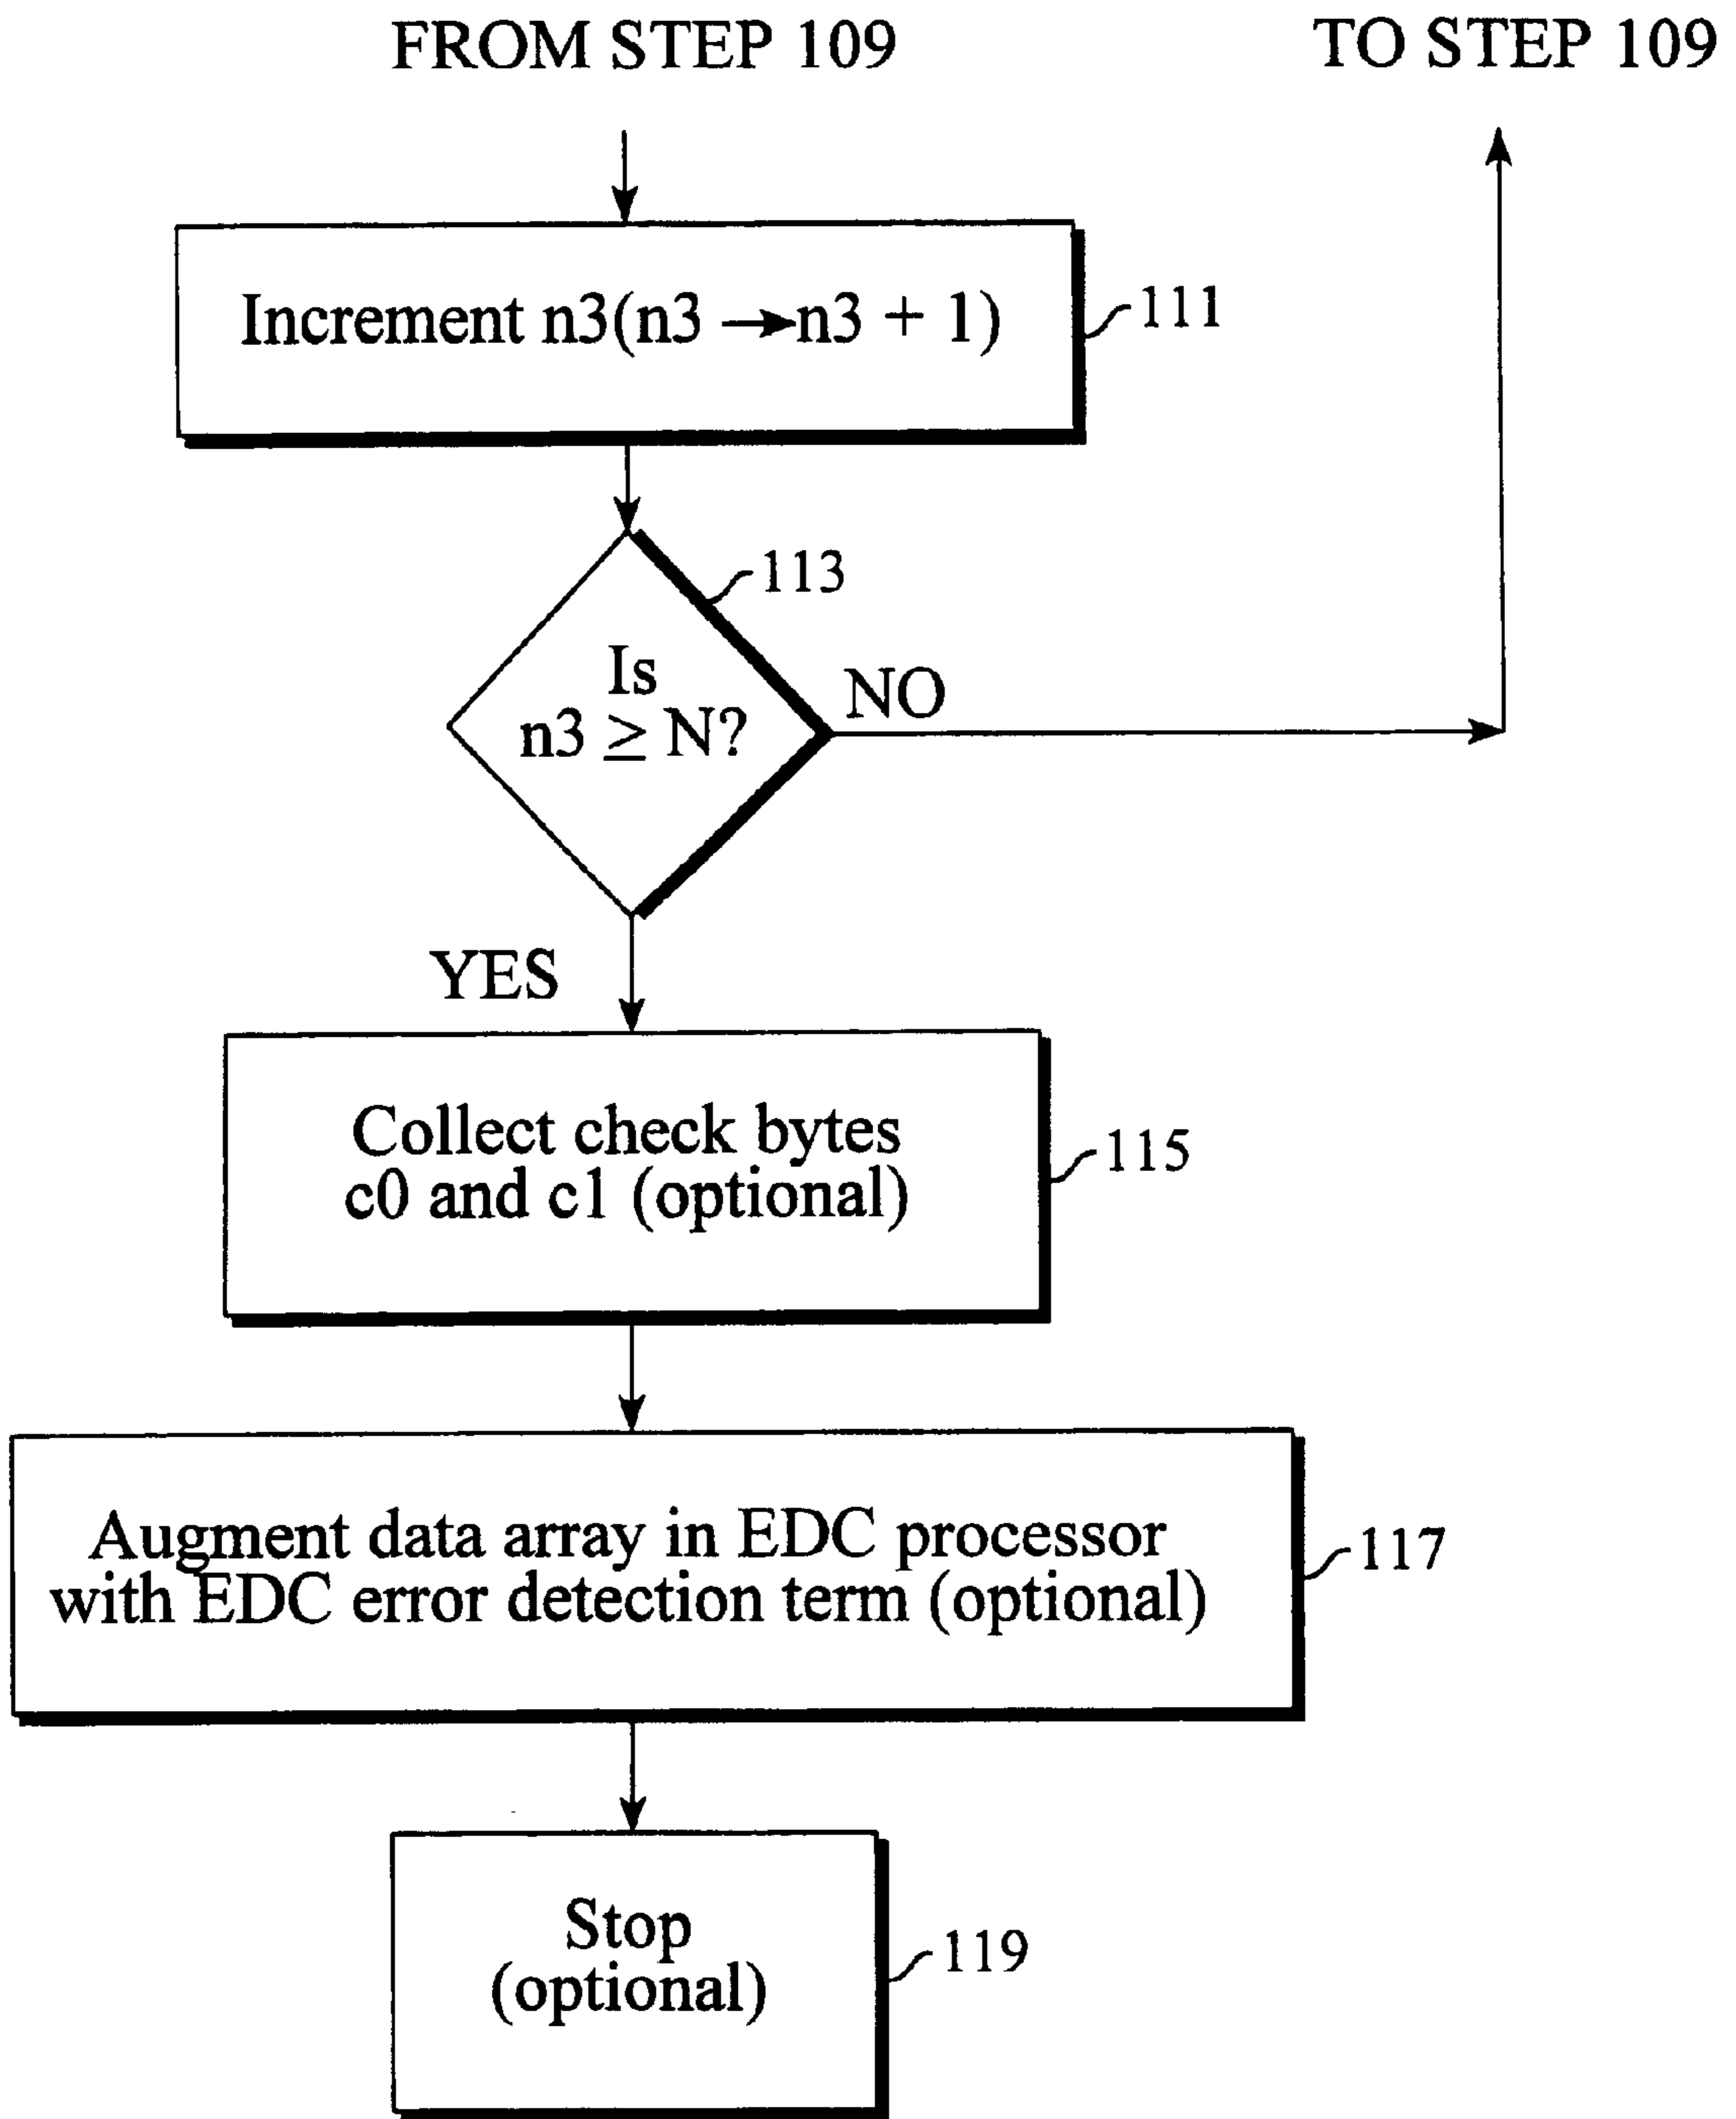 FROM STEP 109
TO STEP 109
Increment n3(n3 →n3 + 1)
111
113
Is
n3 ≥ N?
NO
YES
Collect check bytes
c0 and c1 (optional)
115
Augment data array in EDC processor
with EDC error detection term (optional)
117
Stop
(optional)
119